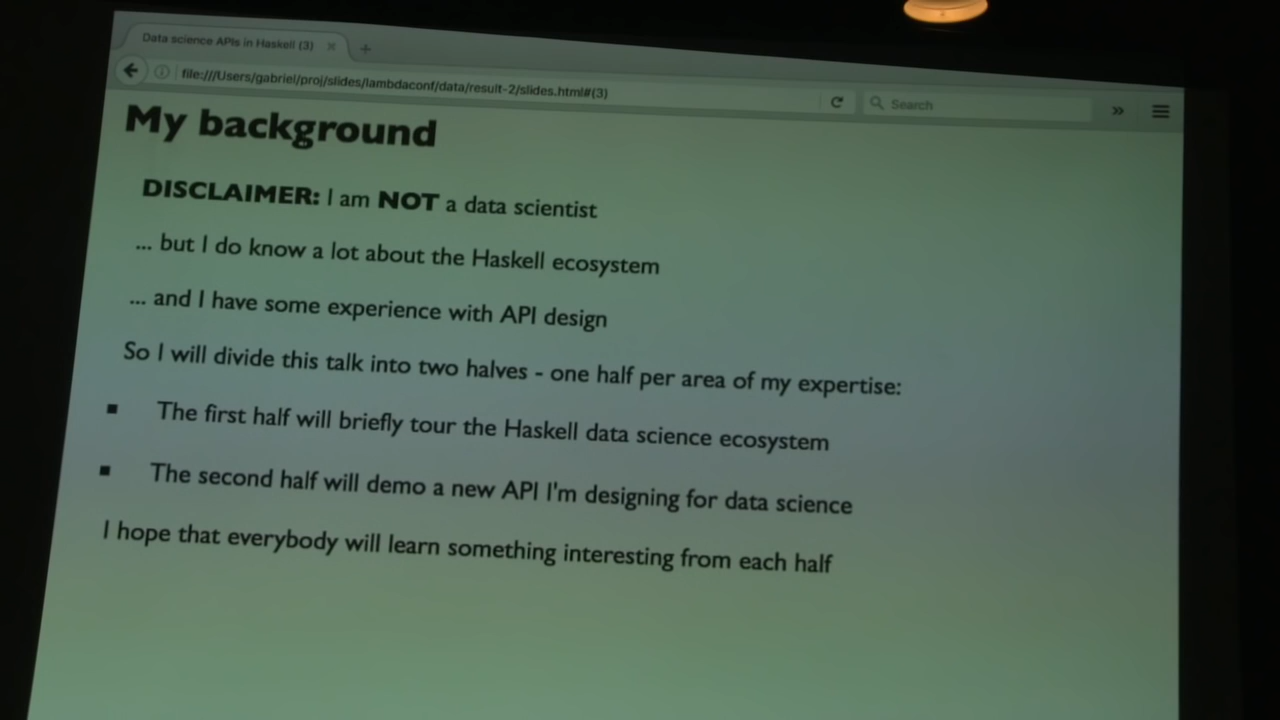 Data science APIs in Haskell (3)
file:///Users/gabriel/proj/slides/lambdaconf/data/result-2/slides.html#(3)
Search
My background
DISCLAIMER: I am NOT a data scientist
... but I do know a lot about the Haskell ecosystem
... and I have some experience with API design
So I will divide this talk into two halves - one half per area of my expertise:
▪ The first half will briefly tour the Haskell data science ecosystem
▪ The second half will demo a new API I'm designing for data science
I hope that everybody will learn something interesting from each half